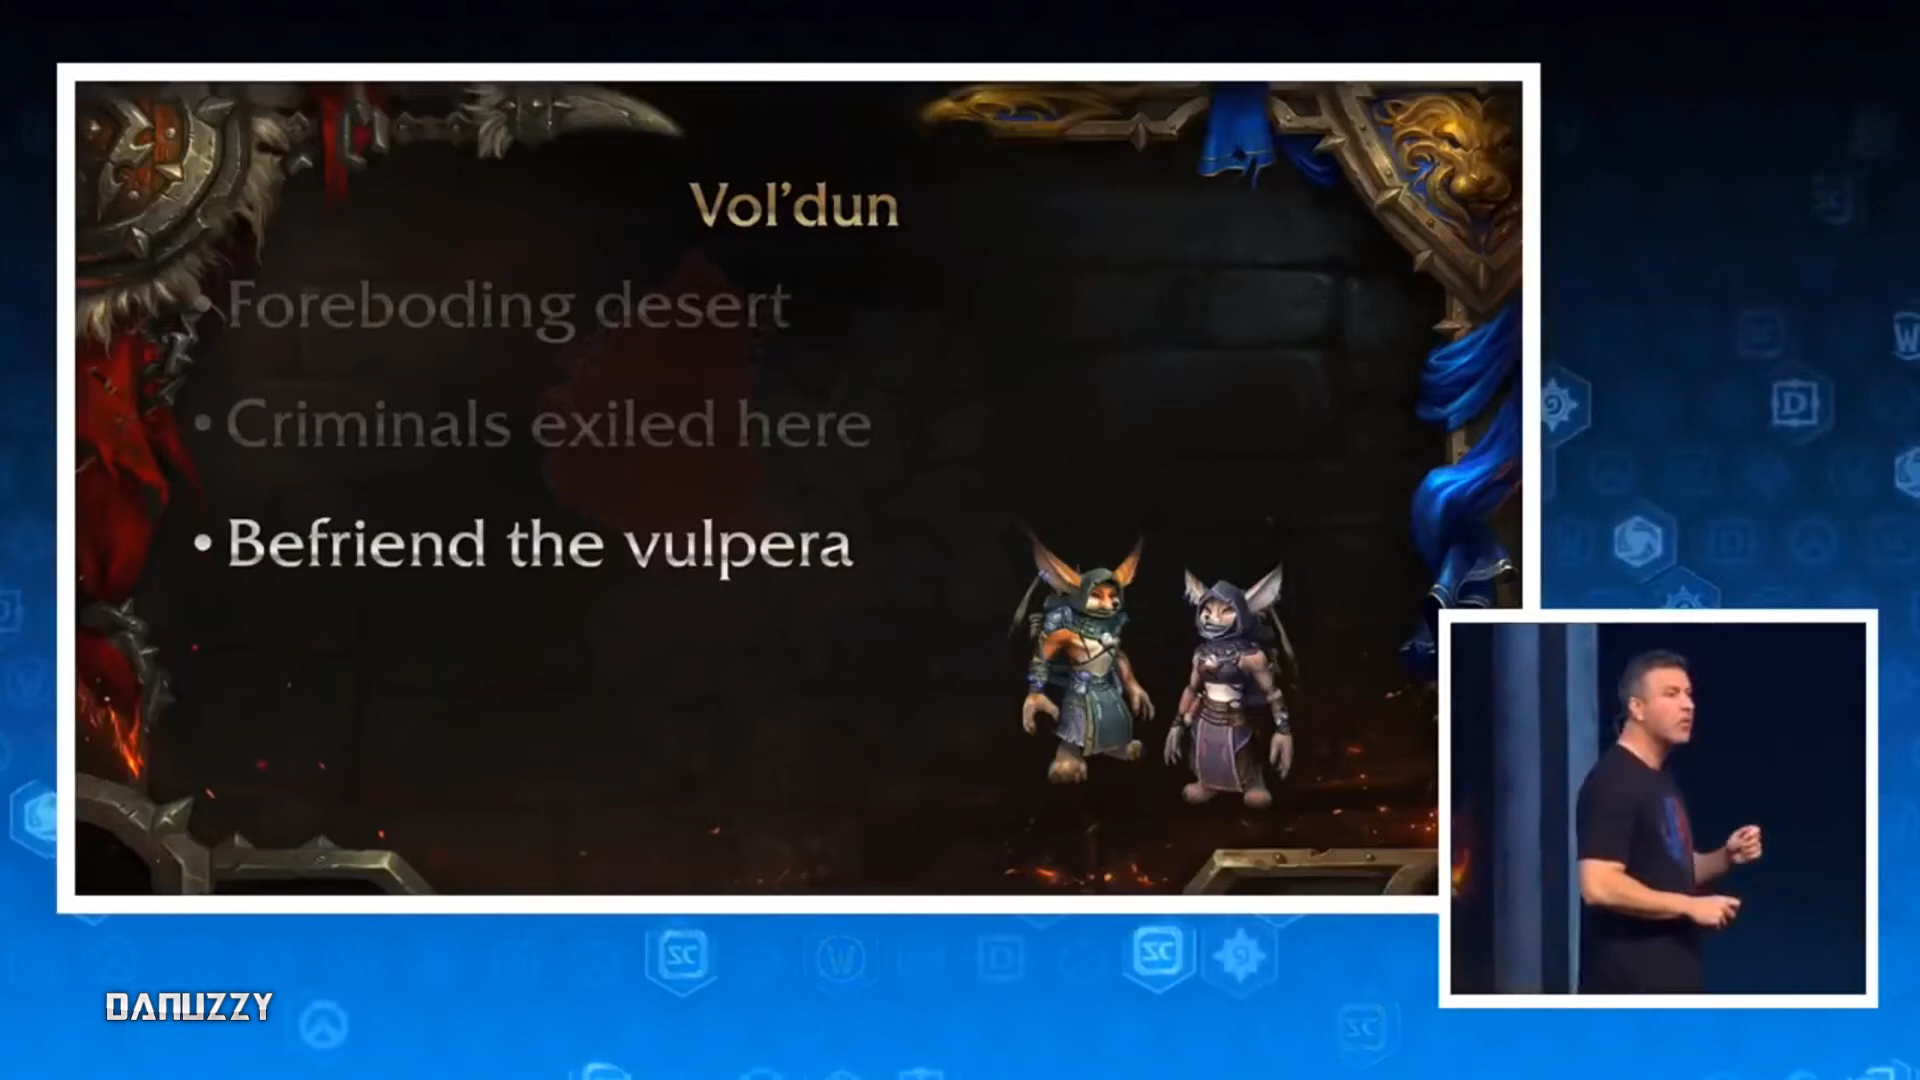 Vol'dun
• Foreboding desert
• Criminals exiled here
• Befriend the vulpera
DANUZZY